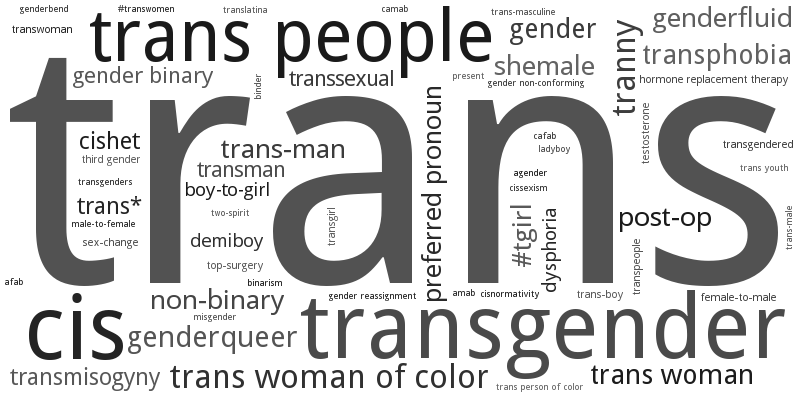 genderbend
#transwomen
translatina
camab
trans-masculine
genderfluid
transwoman
trans people
gender
tranny
transphobia
gender binary
binder
transsexual
present
shemale
gender non-conforming
hormone replacement therapy
trans
cishet
third gender
transgenders
trans*
male-to-female
sex-change
trans-man
transman
boy-to-girl
two-spirit
demiboy
top-surgery
binarism
transgirl
preferred pronoun
cafab
ladyboy
agender
cissexism
#tgirl
dysphoria
testosterone
transgendered
trans youth
post-op
transpeople
trans-male
afab
non-binary
misgender
gender reassignment
amab
cisnormativity
trans-boy
female-to-male
cis
genderqueer
transgender
transmisogyny
trans woman of color
trans person of color
trans woman